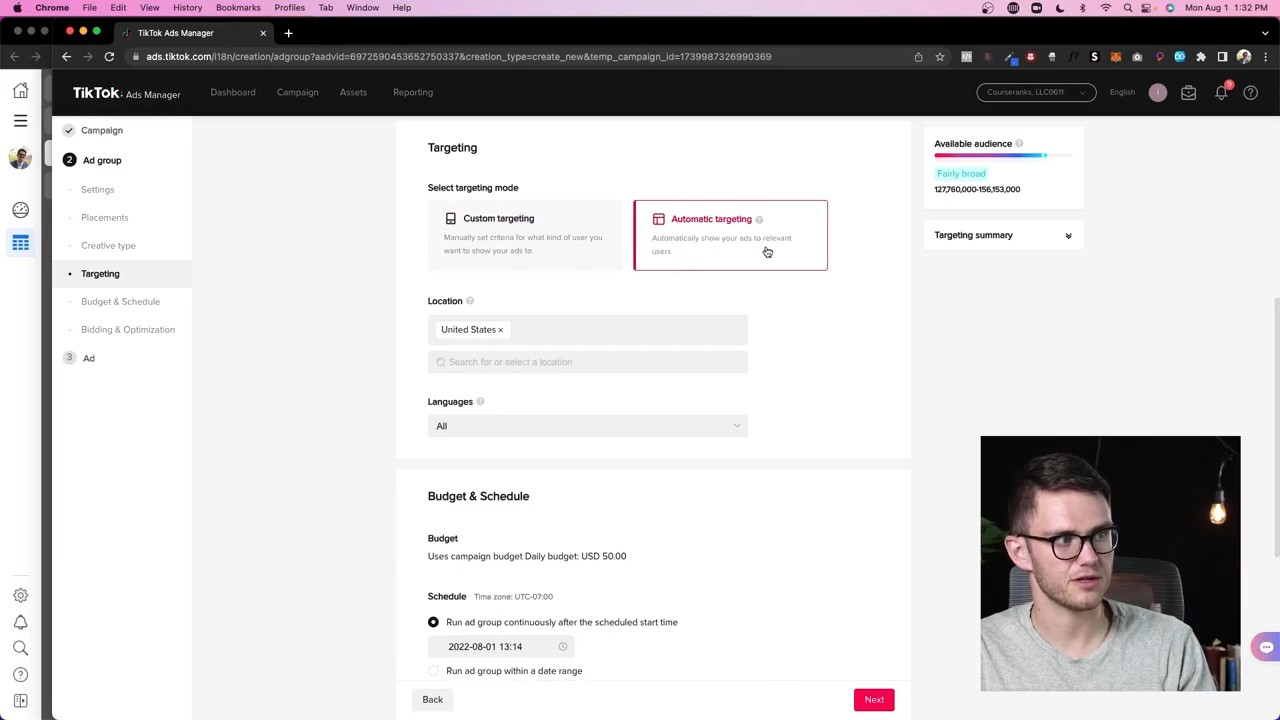 Chrome File Edit View History Bookmarks Profiles Tab Window Help Mon Aug 1 1:32 PM
TikTok Ads Manager
ads.tiktok.com/i18n/creation/adgroup?aadvid=6972590453652750337&creation_type=create_new&temp_campaign_id=1739987326990369
TikTok: Ads Manager Dashboard Campaign Assets Reporting Courseranks, LLC0611 English i 9
Campaign
2 Ad group
Settings
Placements
Creative type
Targeting
Budget & Schedule
Bidding & Optimization
3 Ad
Targeting
Select targeting mode
Custom targeting
Manually set criteria for what kind of user you
want to show your ads to.
Automatic targeting
Automatically show your ads to relevant
users.
Location
United States ×
Search for or select a location
Languages
All
Budget & Schedule
Budget
Uses campaign budget Daily budget: USD 50.00
Schedule Time zone: UTC-07:00
Run ad group continuously after the scheduled start time
2022-08-01 13:14
Run ad group within a date range
Back Next
Available audience
Fairly broad
127,760,000-156,153,000
Targeting summary